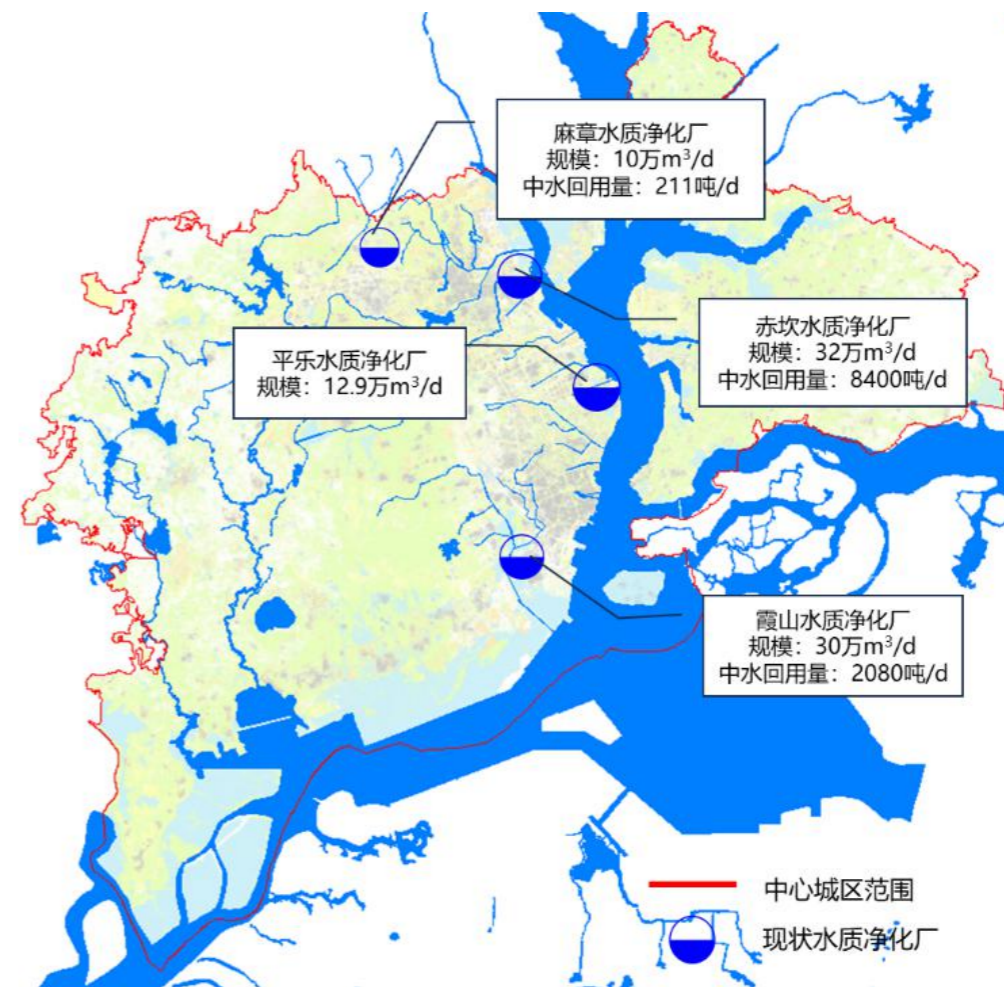 麻章水质净化厂
规模：10万m³/d
中水回用量：211吨/d
赤坎水质净化厂
规模：32万m³/d
中水回用量：8400吨/d
平乐水质净化厂
规模：12.9万m³/d
霞山水质净化厂
规模：30万m³/d
中水回用量：2080吨/d
中心城区范围
现状水质净化厂